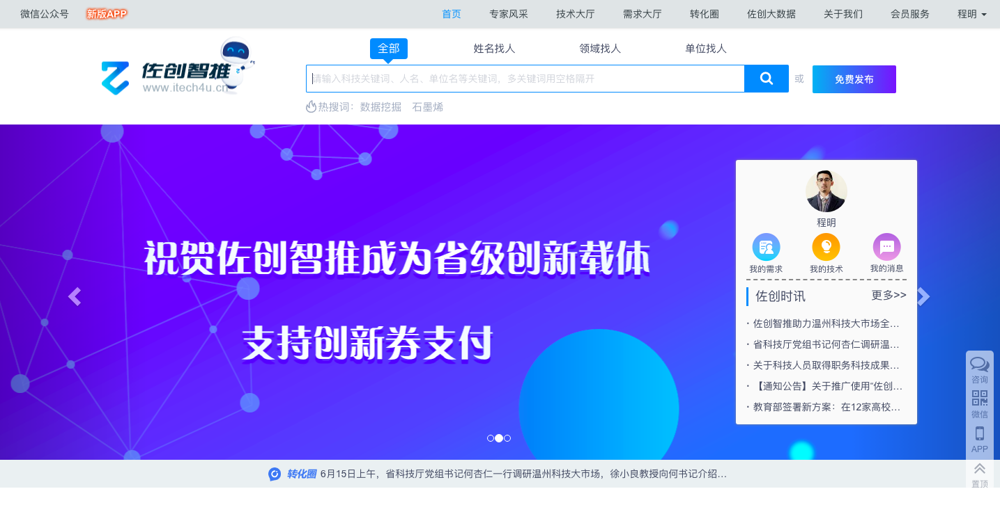 微信公众号 新版APP 首页 专家风采 技术大厅 需求大厅 转化圈 佐创大数据 关于我们 会员服务 程明
全部 姓名找人 领域找人 单位找人
佐创智推
www.itech4u.cn
请输入科技关键词、人名、单位名等关键词，多关键词用空格隔开 或 免费发布
热搜词：数据挖掘 石墨烯
祝贺佐创智推成为省级创新载体
支持创新券支付
程明
我的需求 我的技术 我的消息
佐创时讯 更多>>
· 佐创智推助力温州科技大市场全...
· 省科技厅党组书记何杏仁调研温...
· 关于科技人员取得职务科技成果...
· 【通知公告】关于推广使用“佐创...
· 教育部签署新方案：在12家高校...
咨询
微信
APP
置顶
转化圈 6月15日上午，省科技厅党组书记何杏仁一行调研温州科技大市场，徐小良教授向何书记介绍...